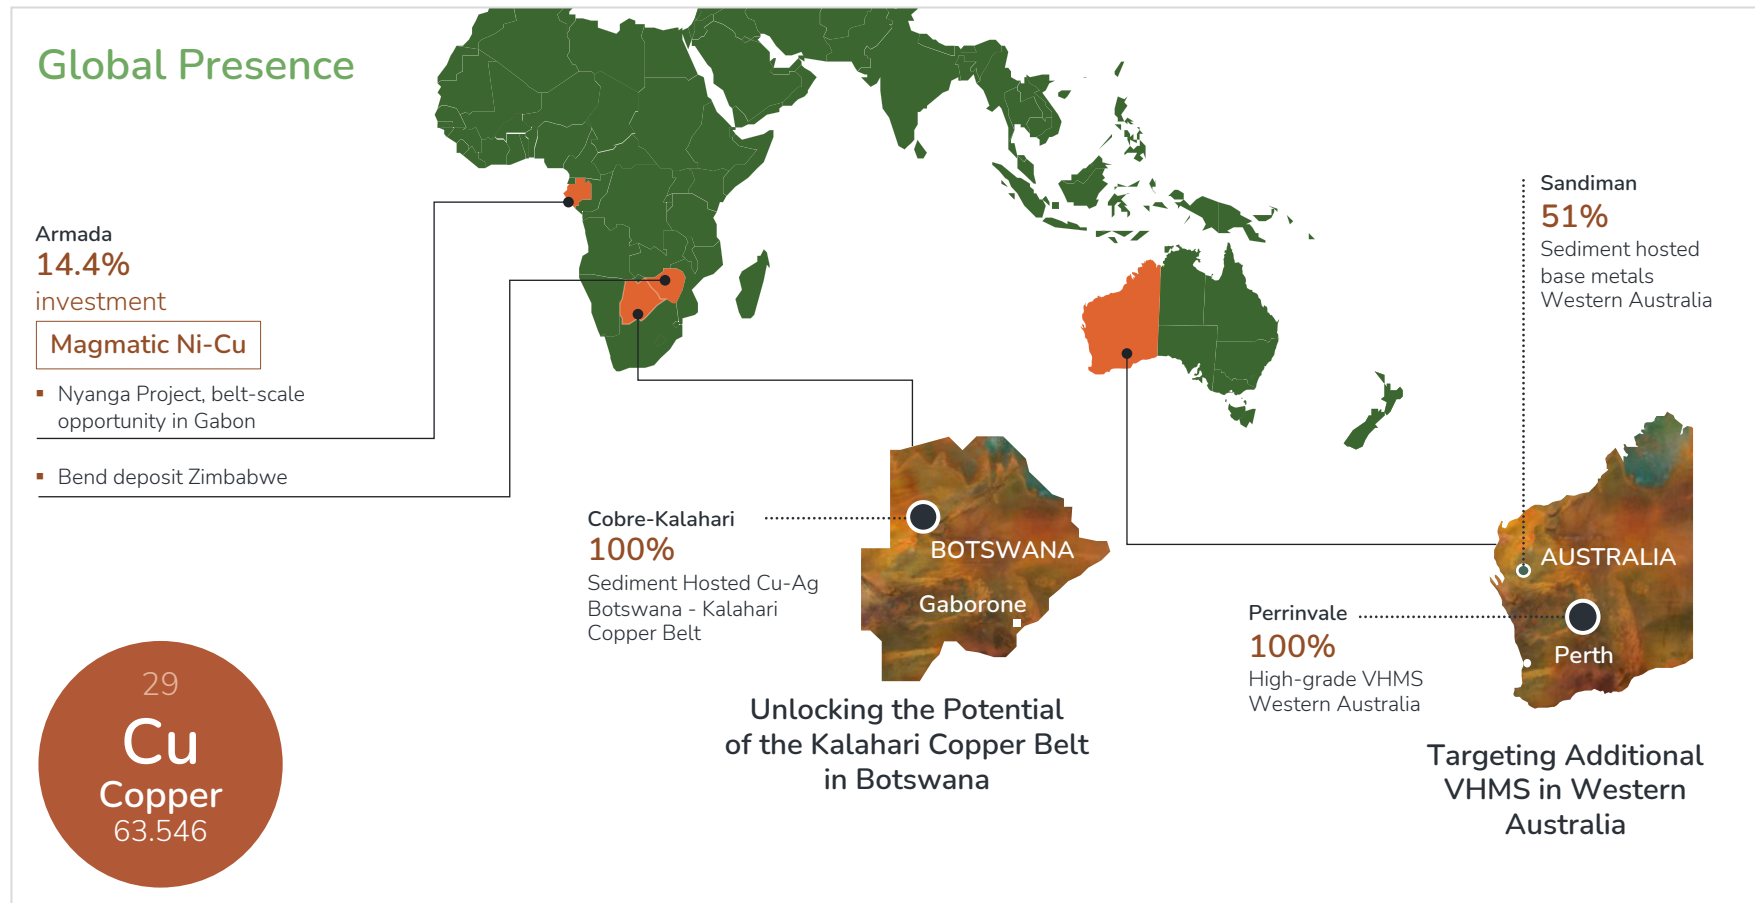 Global Presence
Armada
14.4%
investment
Magmatic Ni-Cu
▪ Nyanga Project, belt-scale
opportunity in Gabon
▪ Bend deposit Zimbabwe
29
Cu
Copper
63.546
Cobre-Kalahari
100%
Sediment Hosted Cu-Ag
Botswana - Kalahari
Copper Belt
BOTSWANA
Gaborone
Unlocking the Potential
of the Kalahari Copper Belt
in Botswana
Sandiman
51%
Sediment hosted
base metals
Western Australia
AUSTRALIA
Perth
Perrinvale
100%
High-grade VHMS
Western Australia
Targeting Additional
VHMS in Western
Australia